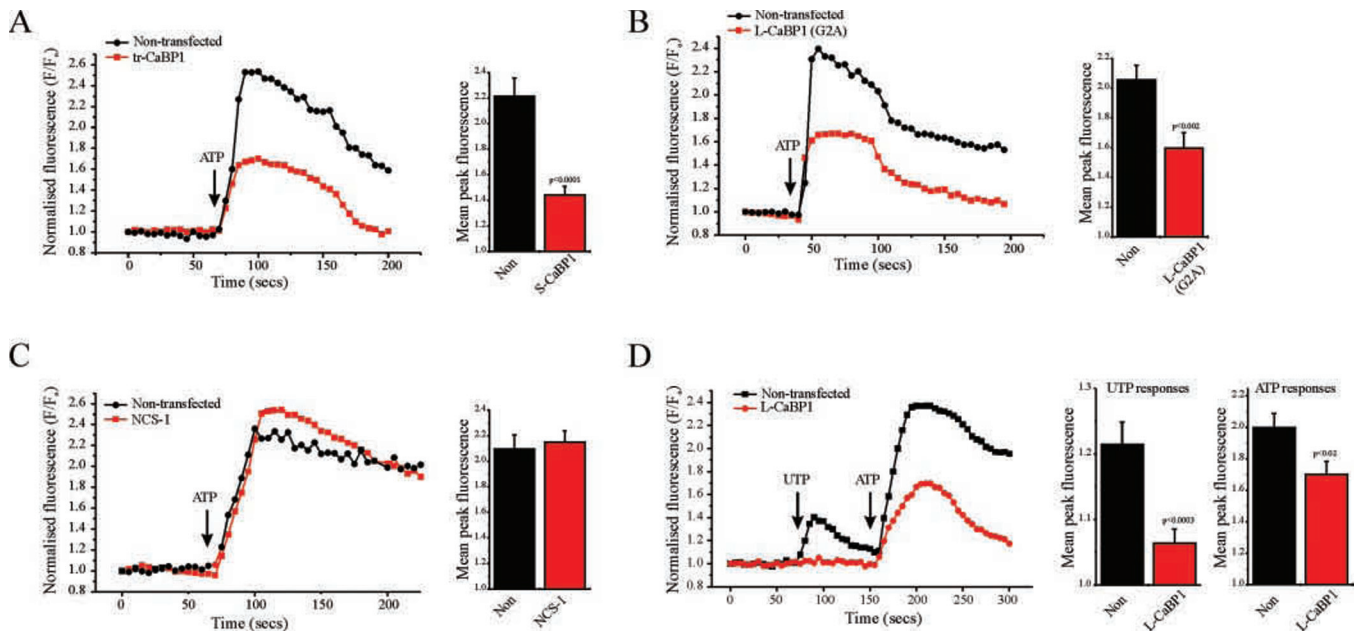 A
Non-transfected
tr-CaBP1
Normalised fluorescence (F/F₀)
2.6
2.4
2.2
2.0
1.8
1.6
1.4
1.2
1.0
0.8
ATP
0
50
100
150
200
Time (secs)
Mean peak fluorescence
2.4
2.2
2.0
1.8
1.6
1.4
1.2
1.0
p<0.0001
Non
S-CaBP1
B
Non-transfected
L-CaBP1 (G2A)
Normalised fluorescence (F/F₀)
2.4
2.2
2.0
1.8
1.6
1.4
1.2
1.0
0.8
ATP
0
50
100
150
200
Time (secs)
Mean peak fluorescence
2.2
2.0
1.8
1.6
1.4
1.2
1.0
p<0.002
Non
L-CaBP1
(G2A)
C
Non-transfected
NCS-1
Normalised fluorescence (F/F₀)
2.6
2.4
2.2
2.0
1.8
1.6
1.4
1.2
1.0
0.8
ATP
0
50
100
150
200
Time (secs)
Mean peak fluorescence
2.4
2.2
2.0
1.8
1.6
1.4
1.2
1.0
Non
NCS-1
D
Non-transfected
L-CaBP1
Normalised fluorescence (F/F₀)
2.4
2.2
2.0
1.8
1.6
1.4
1.2
1.0
0.8
UTP
ATP
0
50
100
150
200
250
300
Time (secs)
UTP responses
Mean peak fluorescence
1.3
1.2
1.1
1.0
p<0.0003
Non
L-CaBP1
ATP responses
Mean peak fluorescence
2.2
2.0
1.8
1.6
1.4
1.2
1.0
p<0.02
Non
L-CaBP1